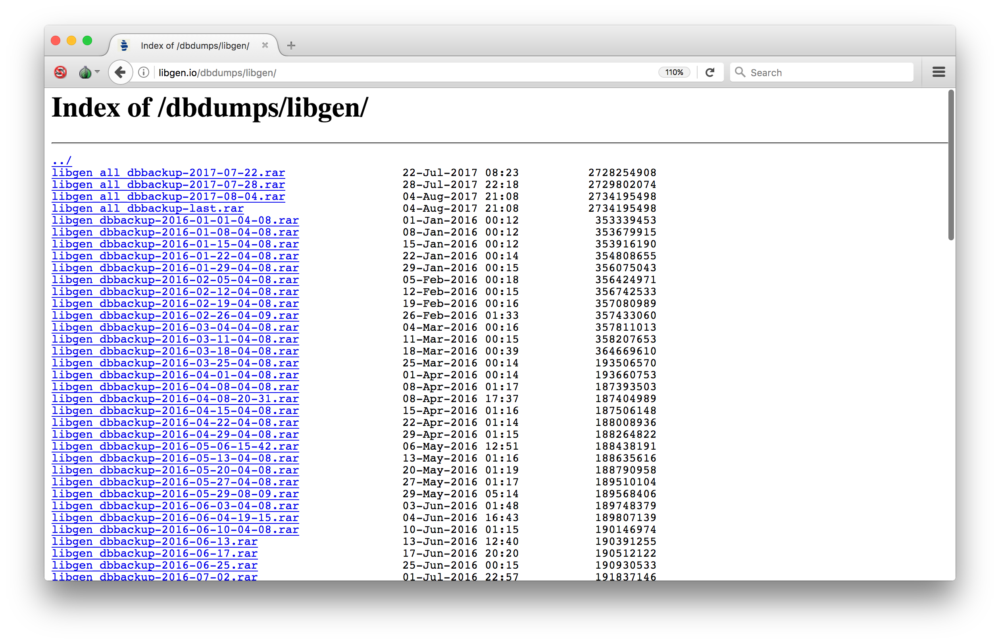 Index of /dbdumps/libgen/
libgen.io/dbdumps/libgen/ 110% Search
Index of /dbdumps/libgen/
../
libgen_all_dbbackup-2017-07-22.rar 22-Jul-2017 08:23 2728254908
libgen_all_dbbackup-2017-07-28.rar 28-Jul-2017 22:18 2729802074
libgen_all_dbbackup-2017-08-04.rar 04-Aug-2017 21:08 2734195498
libgen_all_dbbackup-last.rar 04-Aug-2017 21:08 2734195498
libgen_dbbackup-2016-01-01-04-08.rar 01-Jan-2016 00:12 353339453
libgen_dbbackup-2016-01-08-04-08.rar 08-Jan-2016 00:12 353679915
libgen_dbbackup-2016-01-15-04-08.rar 15-Jan-2016 00:12 353916190
libgen_dbbackup-2016-01-22-04-08.rar 22-Jan-2016 00:14 354808655
libgen_dbbackup-2016-01-29-04-08.rar 29-Jan-2016 00:15 356075043
libgen_dbbackup-2016-02-05-04-08.rar 05-Feb-2016 00:18 356424971
libgen_dbbackup-2016-02-12-04-08.rar 12-Feb-2016 00:15 356742533
libgen_dbbackup-2016-02-19-04-08.rar 19-Feb-2016 00:16 357080989
libgen_dbbackup-2016-02-26-04-09.rar 26-Feb-2016 01:33 357433060
libgen_dbbackup-2016-03-04-04-08.rar 04-Mar-2016 00:16 357811013
libgen_dbbackup-2016-03-11-04-08.rar 11-Mar-2016 00:15 358207653
libgen_dbbackup-2016-03-18-04-08.rar 18-Mar-2016 00:39 364669610
libgen_dbbackup-2016-03-25-04-08.rar 25-Mar-2016 00:14 193506570
libgen_dbbackup-2016-04-01-04-08.rar 01-Apr-2016 00:14 193660753
libgen_dbbackup-2016-04-08-04-08.rar 08-Apr-2016 01:17 187393503
libgen_dbbackup-2016-04-08-20-31.rar 08-Apr-2016 17:37 187404989
libgen_dbbackup-2016-04-15-04-08.rar 15-Apr-2016 01:16 187506148
libgen_dbbackup-2016-04-22-04-08.rar 22-Apr-2016 01:14 188008936
libgen_dbbackup-2016-04-29-04-08.rar 29-Apr-2016 01:15 188264822
libgen_dbbackup-2016-05-06-15-42.rar 06-May-2016 12:51 188438191
libgen_dbbackup-2016-05-13-04-08.rar 13-May-2016 01:16 188635616
libgen_dbbackup-2016-05-20-04-08.rar 20-May-2016 01:19 188790958
libgen_dbbackup-2016-05-27-04-08.rar 27-May-2016 01:17 189510104
libgen_dbbackup-2016-05-29-08-09.rar 29-May-2016 05:14 189568406
libgen_dbbackup-2016-06-03-04-08.rar 03-Jun-2016 01:48 189748379
libgen_dbbackup-2016-06-04-19-15.rar 04-Jun-2016 16:43 189807139
libgen_dbbackup-2016-06-10-04-08.rar 10-Jun-2016 01:15 190146974
libgen_dbbackup-2016-06-13.rar 13-Jun-2016 12:40 190391255
libgen_dbbackup-2016-06-17.rar 17-Jun-2016 20:20 190512122
libgen_dbbackup-2016-06-25.rar 25-Jun-2016 00:15 190930533
libgen_dbbackup-2016-07-02.rar 01-Jul-2016 22:57 191837146